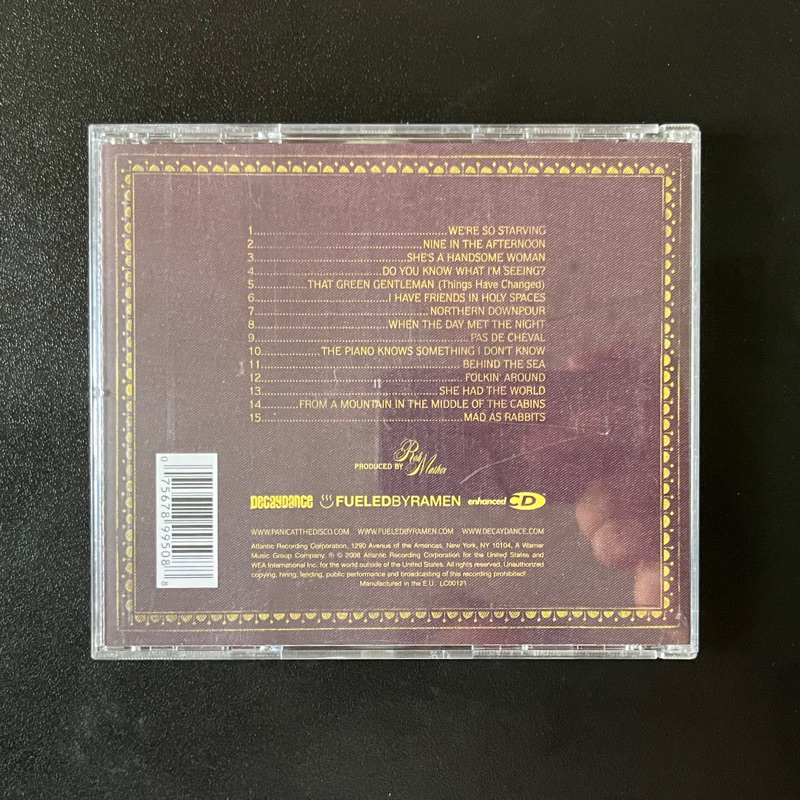 1.......................................................WE'RE SO STARVING
2..............................................NINE IN THE AFTERNOON
3..........................................SHE'S A HANDSOME WOMAN
4...................................DO YOU KNOW WHAT I'M SEEING?
5...............THAT GREEN GENTLEMAN (Things Have Changed)
6.....................................I HAVE FRIENDS IN HOLY SPACES
7................................................NORTHERN DOWNPOUR
8.....................................WHEN THE DAY MET THE NIGHT
9............................................................PAS DE CHEVAL
10...................THE PIANO KNOWS SOMETHING I DON'T KNOW
11..........................................................BEHIND THE SEA
12..........................................................FOLKIN' AROUND
13...................................................SHE HAD THE WORLD
14..........FROM A MOUNTAIN IN THE MIDDLE OF THE CABINS
15..........................................................MAD AS RABBITS
PRODUCED BY Rob Mathes
DECAYDANCE FUELEDBYRAMEN enhanced CD
WWW.PANICATTHEDISCO.COM WWW.FUELEDBYRAMEN.COM WWW.DECAYDANCE.COM
Atlantic Recording Corporation, 1290 Avenue of the Americas, New York, NY 10104, A Warner
Music Group Company. ℗ © 2008 Atlantic Recording Corporation for the United States and
WEA International Inc. for the world outside of the United States. All rights reserved. Unauthorized
copying, hiring, lending, public performance and broadcasting of this recording prohibited!
Manufactured in the E.U. LC00121
0 75678 99508 8